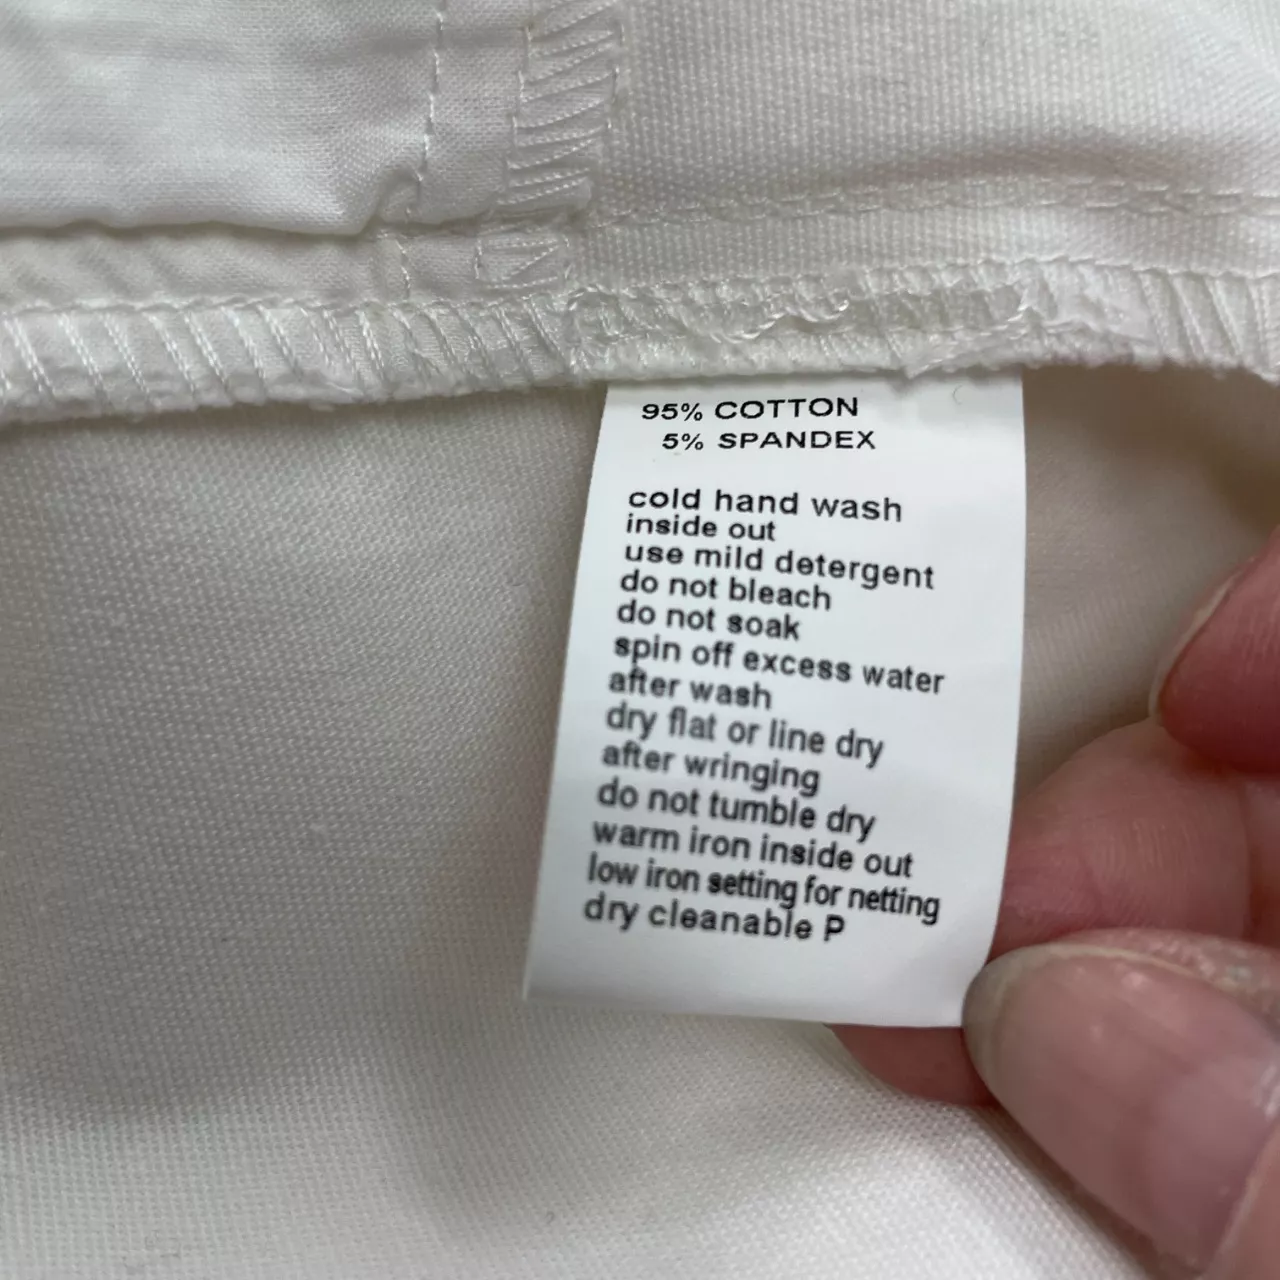 95% COTTON
5% SPANDEX
cold hand wash
inside out
use mild detergent
do not bleach
do not soak
spin off excess water
after wash
dry flat or line dry
after wringing
do not tumble dry
warm iron inside out
low iron setting for netting
dry cleanable P